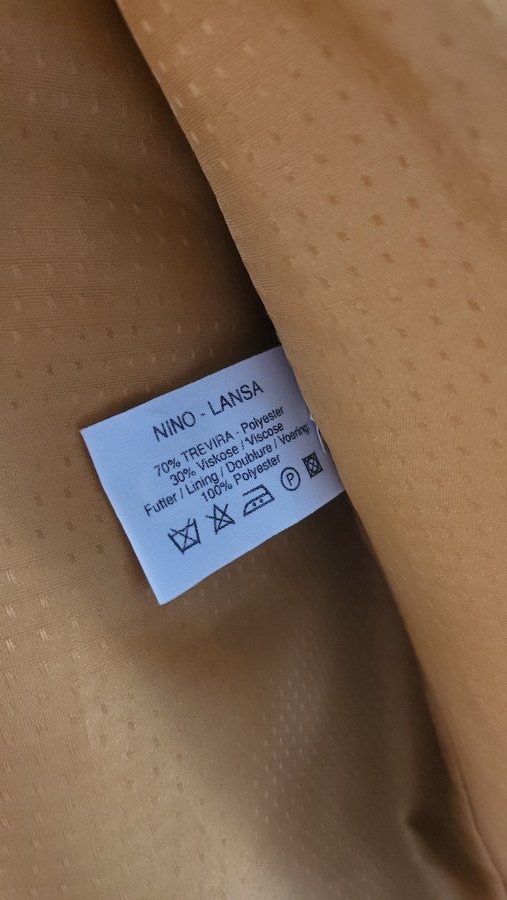 NINO - LANSA
70% TREVIRA - Polyester
30% Viskose / Viscose
Futter / Lining / Doublure / Voering:
100% Polyester
P